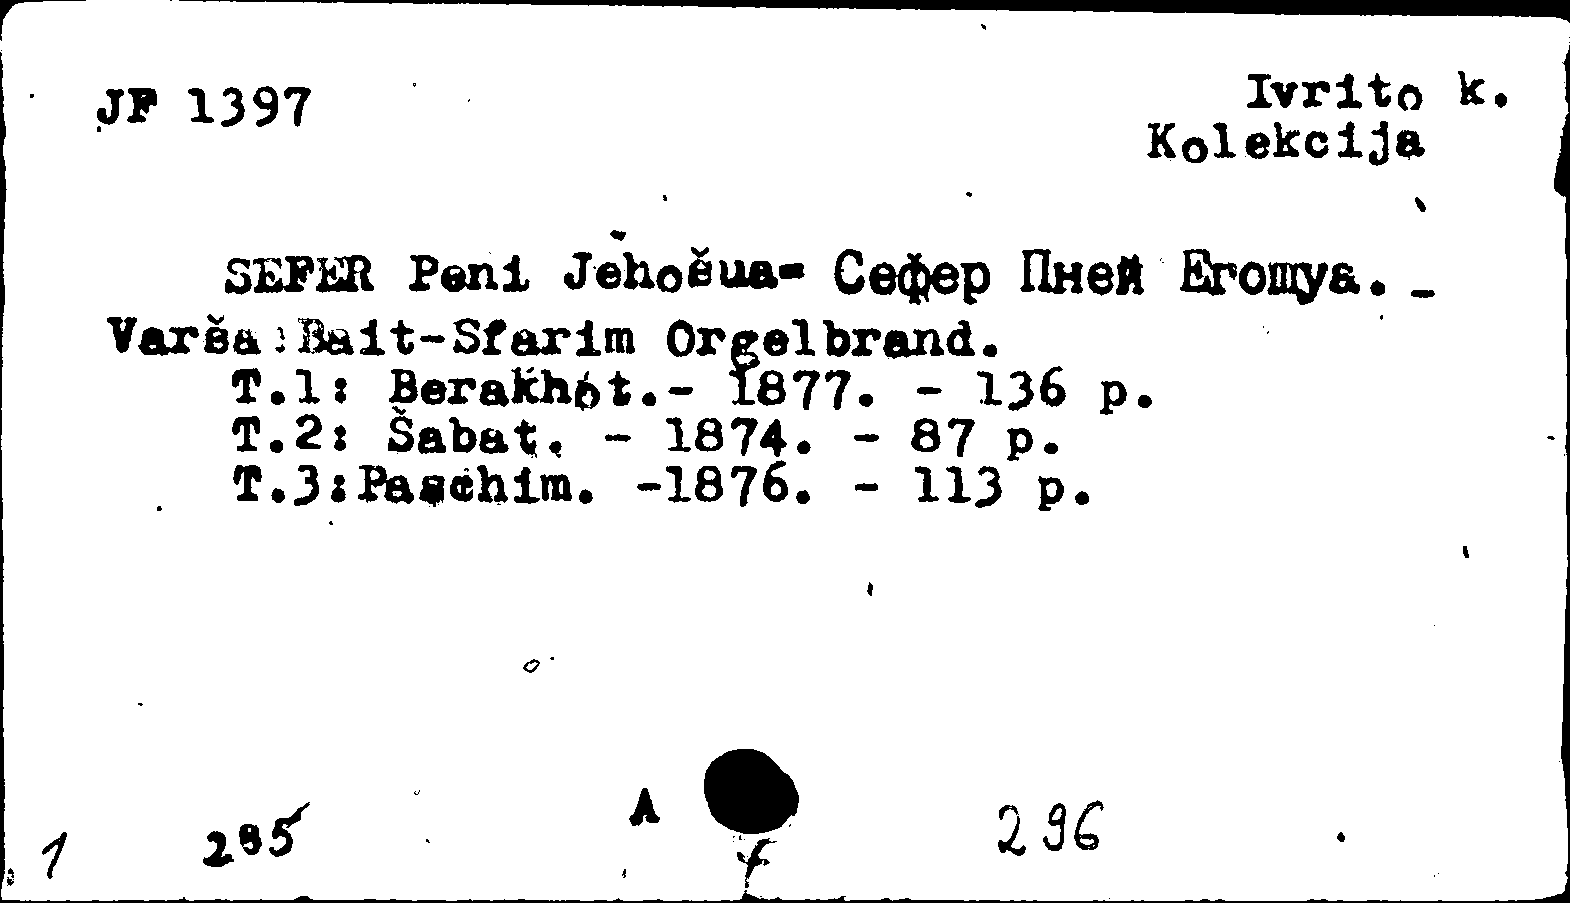 JF 1397
Ivrito k.
Kolekcija
SEFER Peni Jehošua- Сефер Пней Егошуа. -
Varša: Bait-Sfarim Orgelbrand.
T.1: Berakhot.- 1877. - 136 p.
T.2: Šabat. - 1874. - 87 p.
T.3:Paschim. -1876. - 113 p.
1 295 A 296